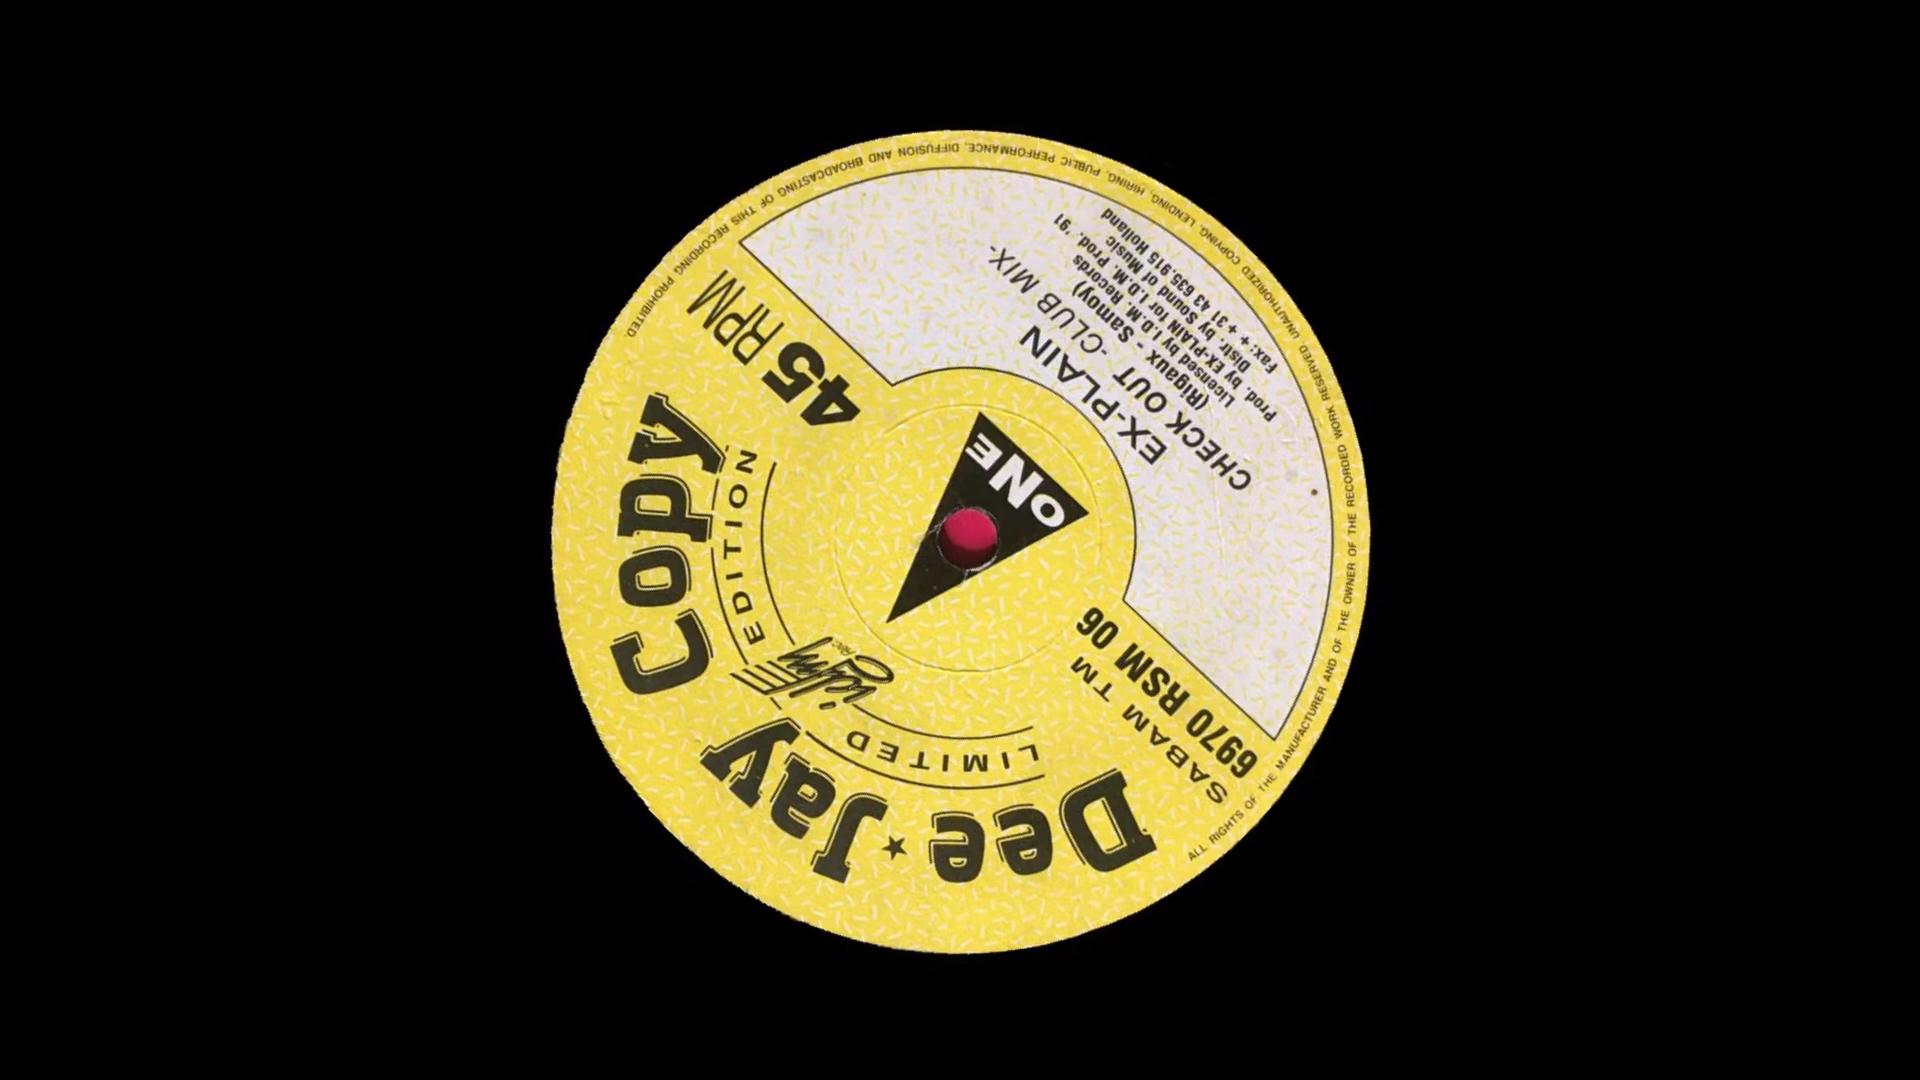 Dee★Jay Copy
LIMITED EDITION
idm
6970 RSM 06
SABAM TM
45 RPM
ONE
EX-PLAIN
CHECK OUT -CLUB MIX-
(Rigaux - Samoy)
Licensed by I.D.M. Records
Prod. by EX-PLAIN for I.D.M. Prod. '91
Distr. by Sound of Music
Fax: + 31 43 635.915 Holland
ALL RIGHTS OF THE MANUFACTURER AND OF THE OWNER OF THE RECORDED WORK RESERVED UNAUTHORIZED COPYING, LENDING, HIRING, PUBLIC PERFORMANCE, DIFFUSION AND BROADCASTING OF THIS RECORDING PROHIBITED.